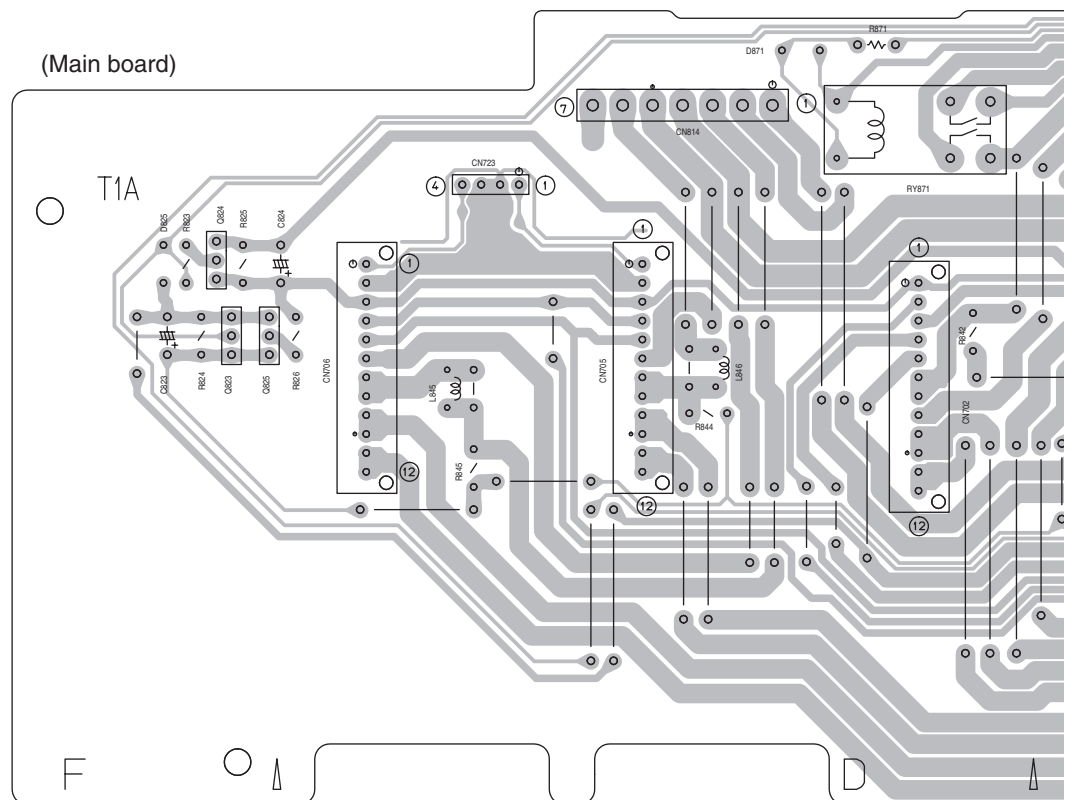 (Main board)
R871
D871
7
1
CN814
CN723
T1A
4
1
RY871
D825
R823
Q824
R825
C824
+
1
1
1
+
CN706
CN705
CN702
C823
R824
Q823
Q825
R826
L845
L846
R842
R844
R845
12
12
12
F
D